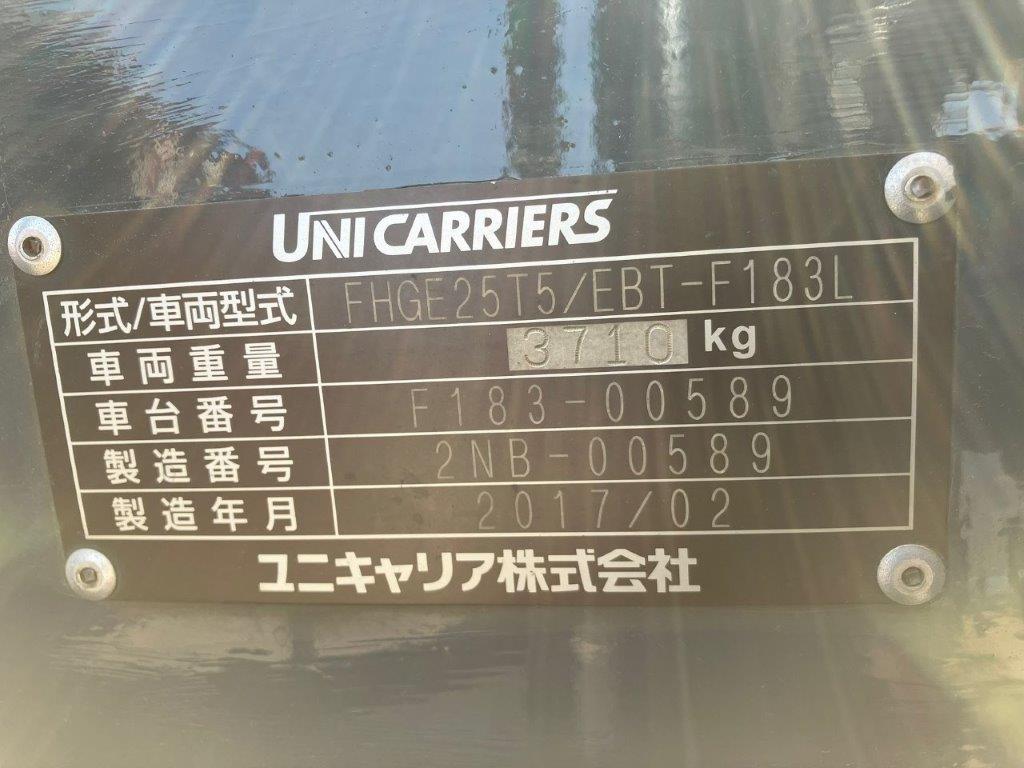 UNICARRIERS
形式/車両型式 FHGE25T5/EBT-F183L
車両重量 3710 kg
車台番号 F183-00589
製造番号 2NB-00589
製造年月 2017/02
ユニキャリア株式会社